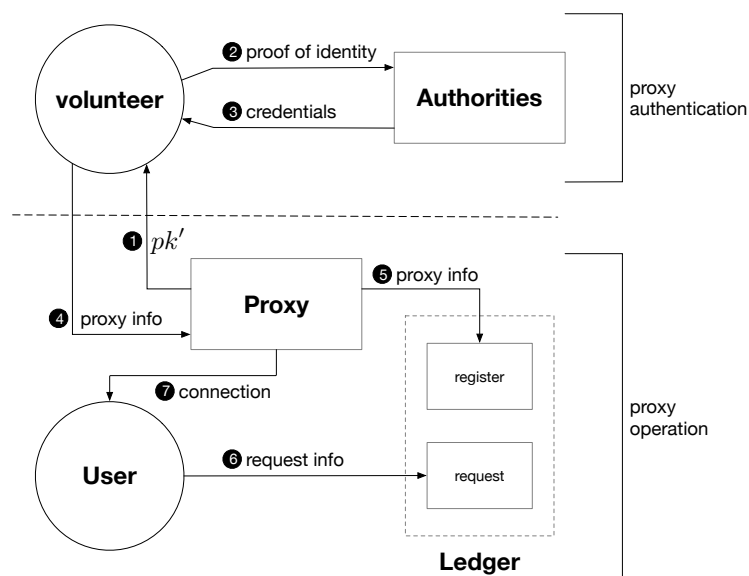 2 proof of identity
volunteer
Authorities
3 credentials
proxy
authentication
1 pk′
5 proxy info
Proxy
4 proxy info
register
7 connection
proxy
operation
6 request info
User
request
Ledger